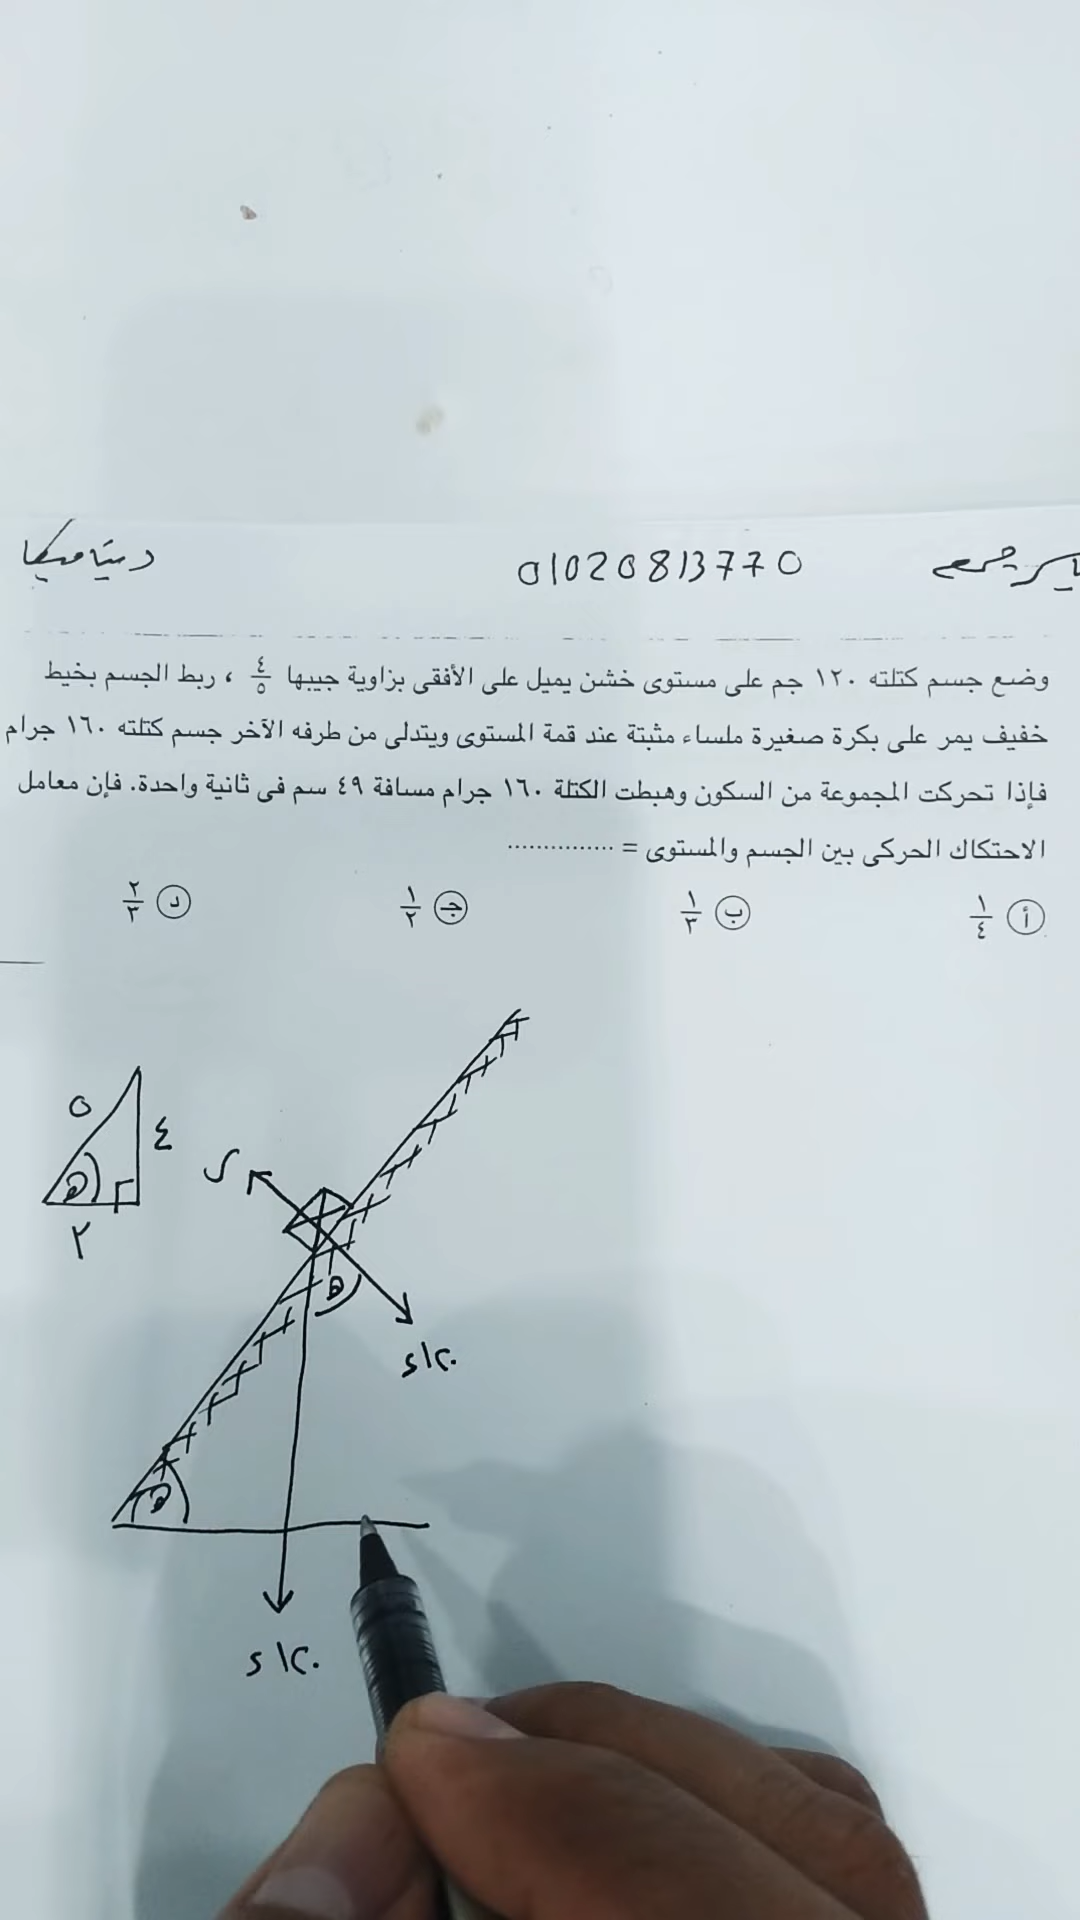 ديناميكا
01020813770
وضع جسم كتلته ١٢٠ جم على مستوى خشن يميل على الأفقى بزاوية جيبها ٤/٥ ، ربط الجسم بخيط
خفيف يمر على بكرة صغيرة ملساء مثبتة عند قمة المستوى ويتدلى من طرفه الآخر جسم كتلته ١٦٠ جرام
فإذا تحركت المجموعة من السكون وهبطت الكتلة ١٦٠ جرام مسافة ٤٩ سم فى ثانية واحدة. فإن معامل
الاحتكاك الحركى بين الجسم والمستوى = ...............
أ ١/٤ ب ١/٣ ج ١/٢ د ٢/٣
٥
٤
ه
٣
ر
ه
١٢٠ء
ه
١٢٠ء